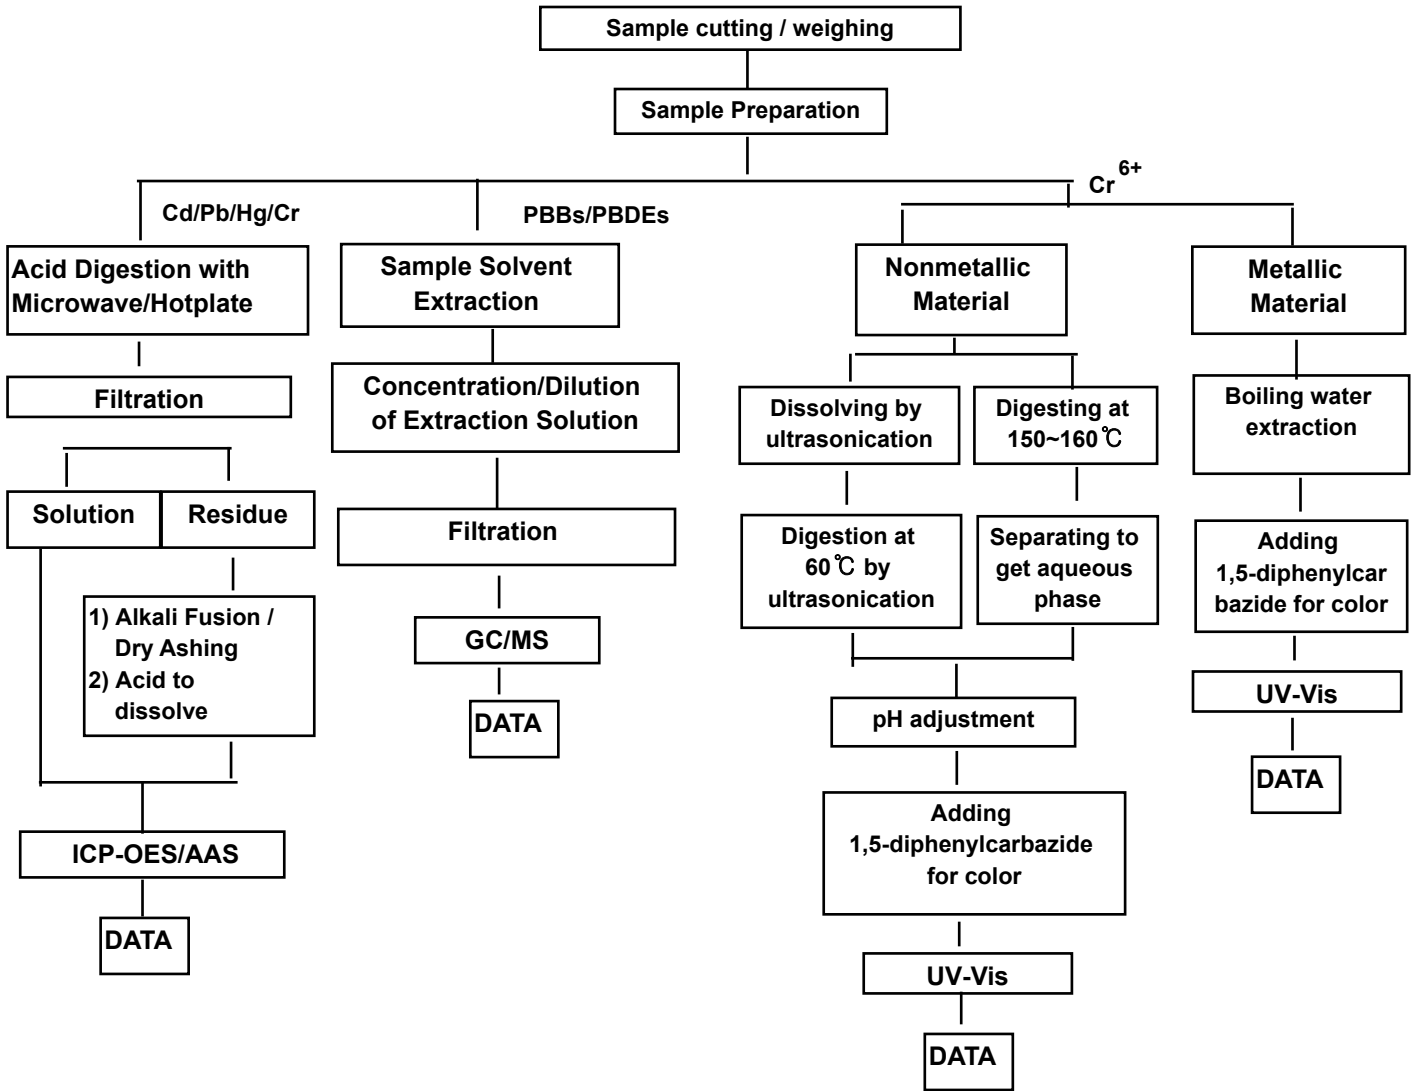 Sample cutting / weighing
Sample Preparation
Cd/Pb/Hg/Cr
PBBs/PBDEs
Cr 6+
Acid Digestion with
Microwave/Hotplate
Filtration
Solution
Residue
1) Alkali Fusion /
Dry Ashing
2) Acid to
dissolve
ICP-OES/AAS
DATA
Sample Solvent
Extraction
Concentration/Dilution
of Extraction Solution
Filtration
GC/MS
DATA
Nonmetallic
Material
Dissolving by
ultrasonication
Digestion at
60℃ by
ultrasonication
Digesting at
150~160℃
Separating to
get aqueous
phase
pH adjustment
Adding
1,5-diphenylcarbazide
for color
UV-Vis
DATA
Metallic
Material
Boiling water
extraction
Adding
1,5-diphenylcar
bazide for color
UV-Vis
DATA